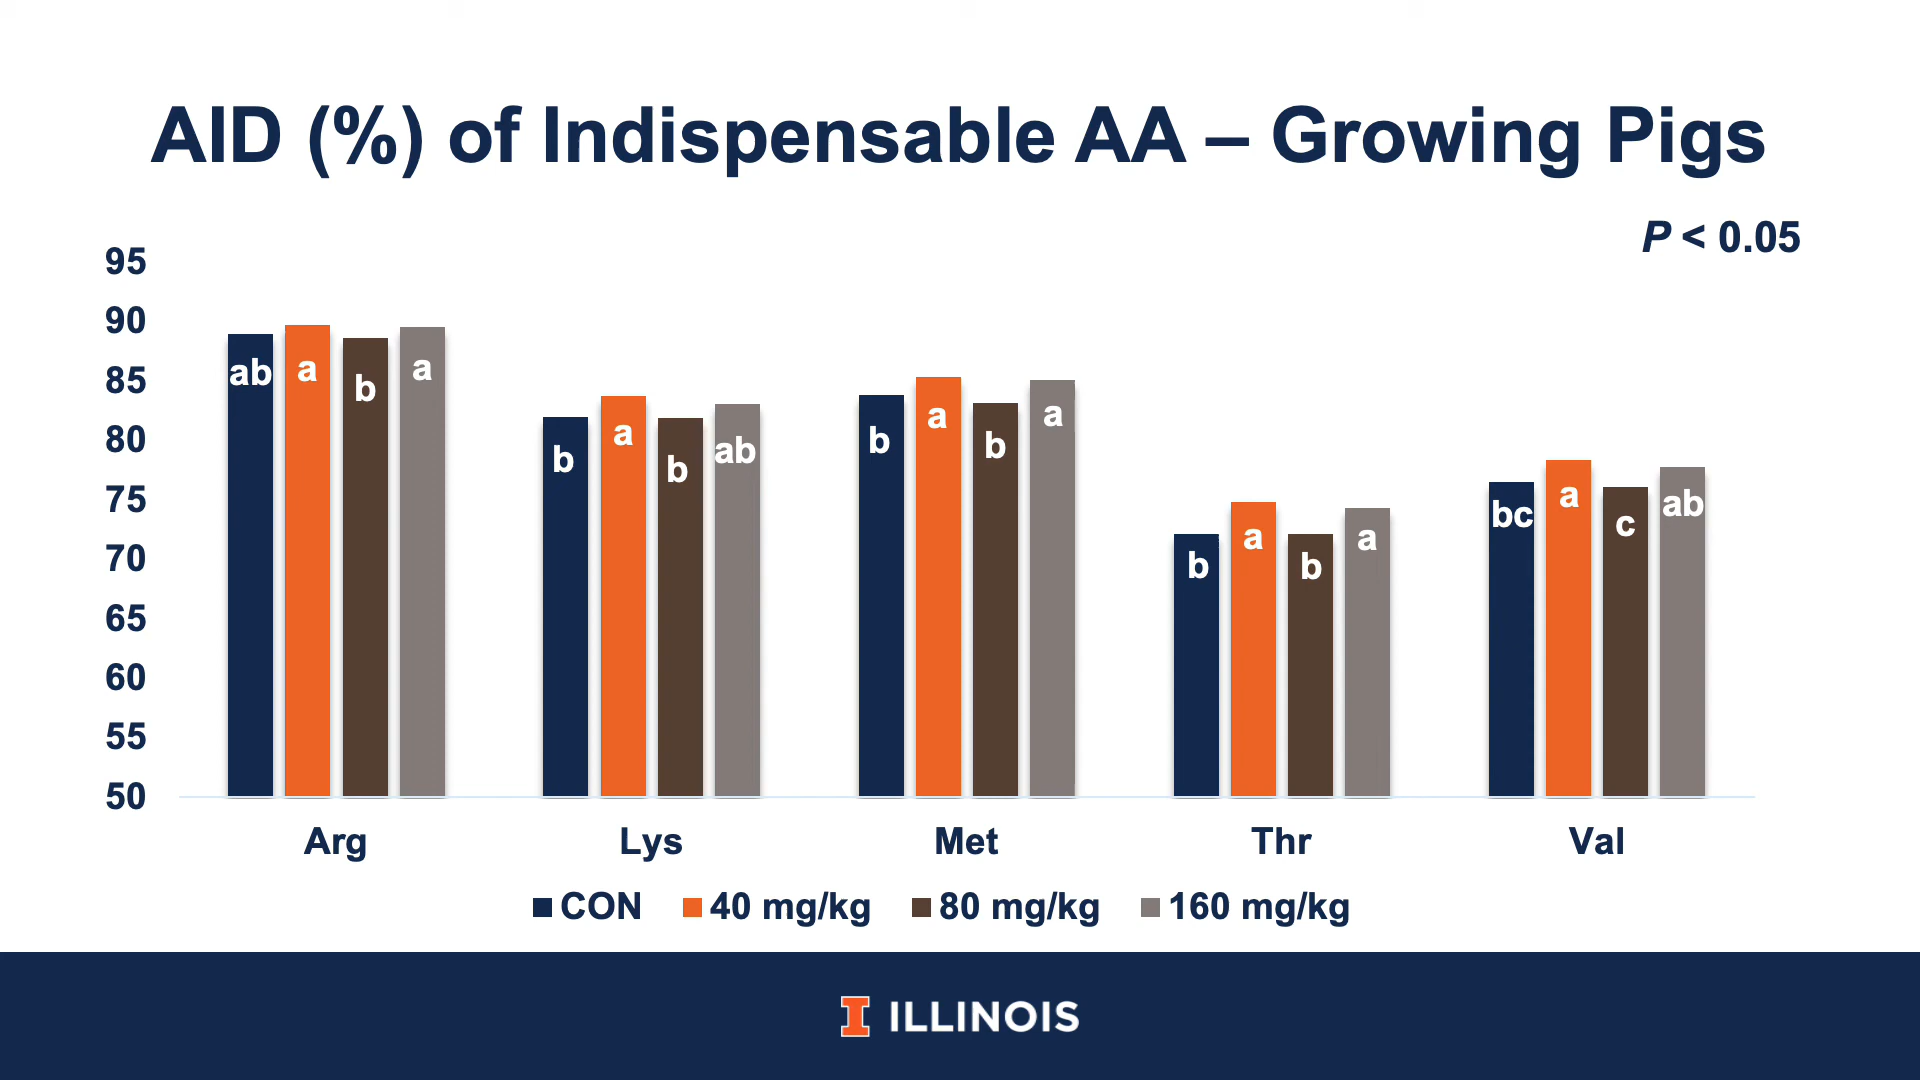 AID (%) of Indispensable AA – Growing Pigs
P < 0.05
95
90
85
80
75
70
65
60
55
50
ab a b a
b a b ab
b a b a
b a b a
bc a c ab
Arg Lys Met Thr Val
CON 40 mg/kg 80 mg/kg 160 mg/kg
I ILLINOIS